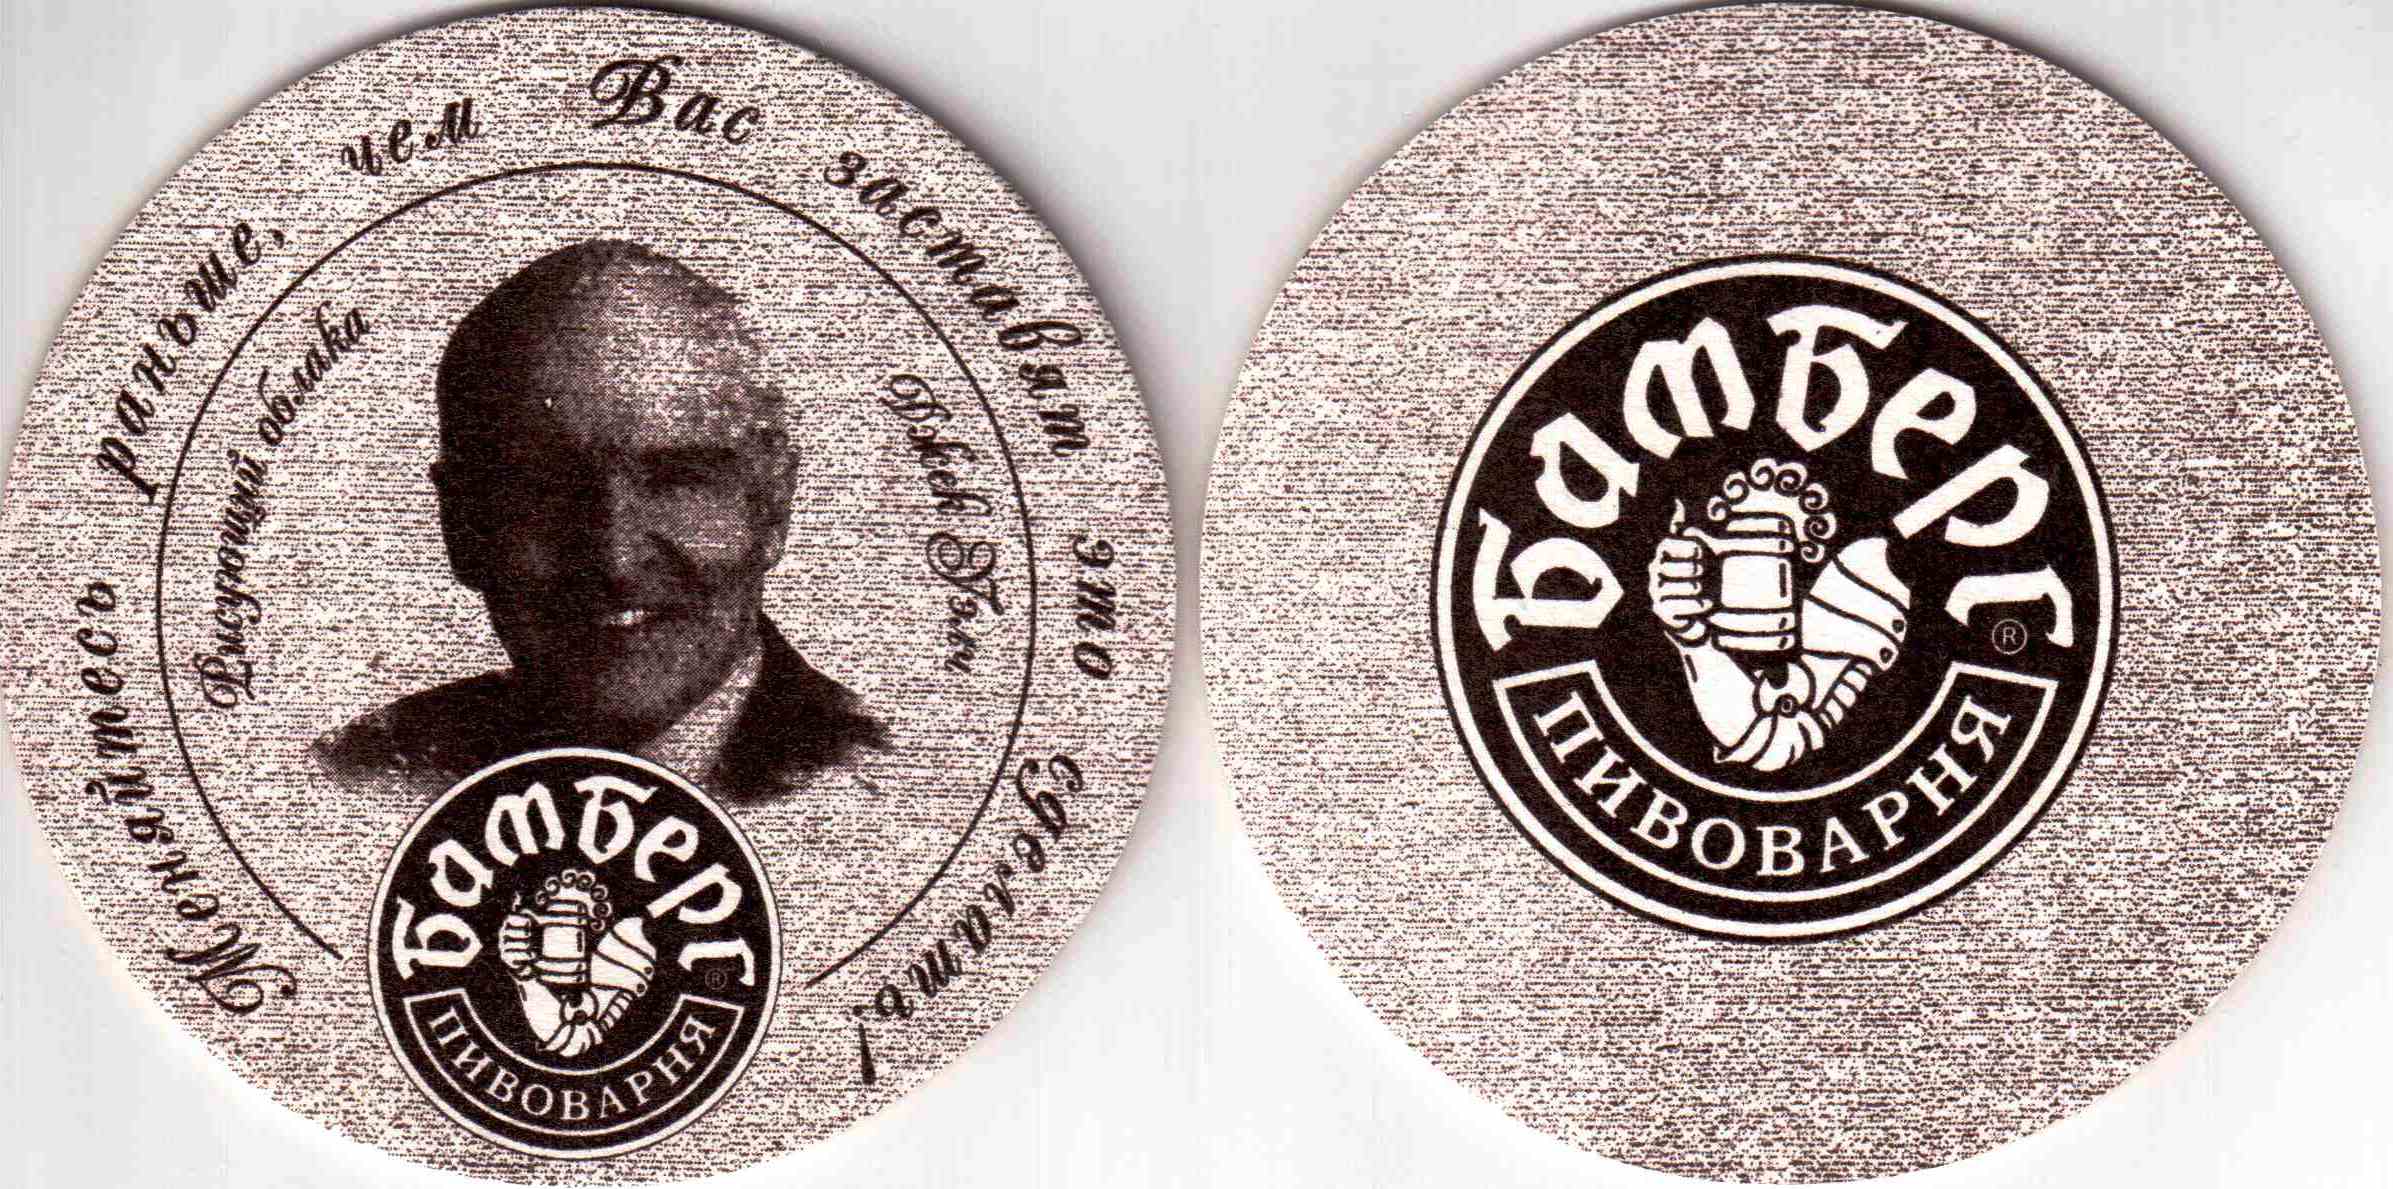 Меняйтесь раньше, чем Вас заставят это сделать!
Рисующий облака
Джек Уэлч
Бамберг
®
ПИВОВАРНЯ
Бамберг
®
ПИВОВАРНЯ